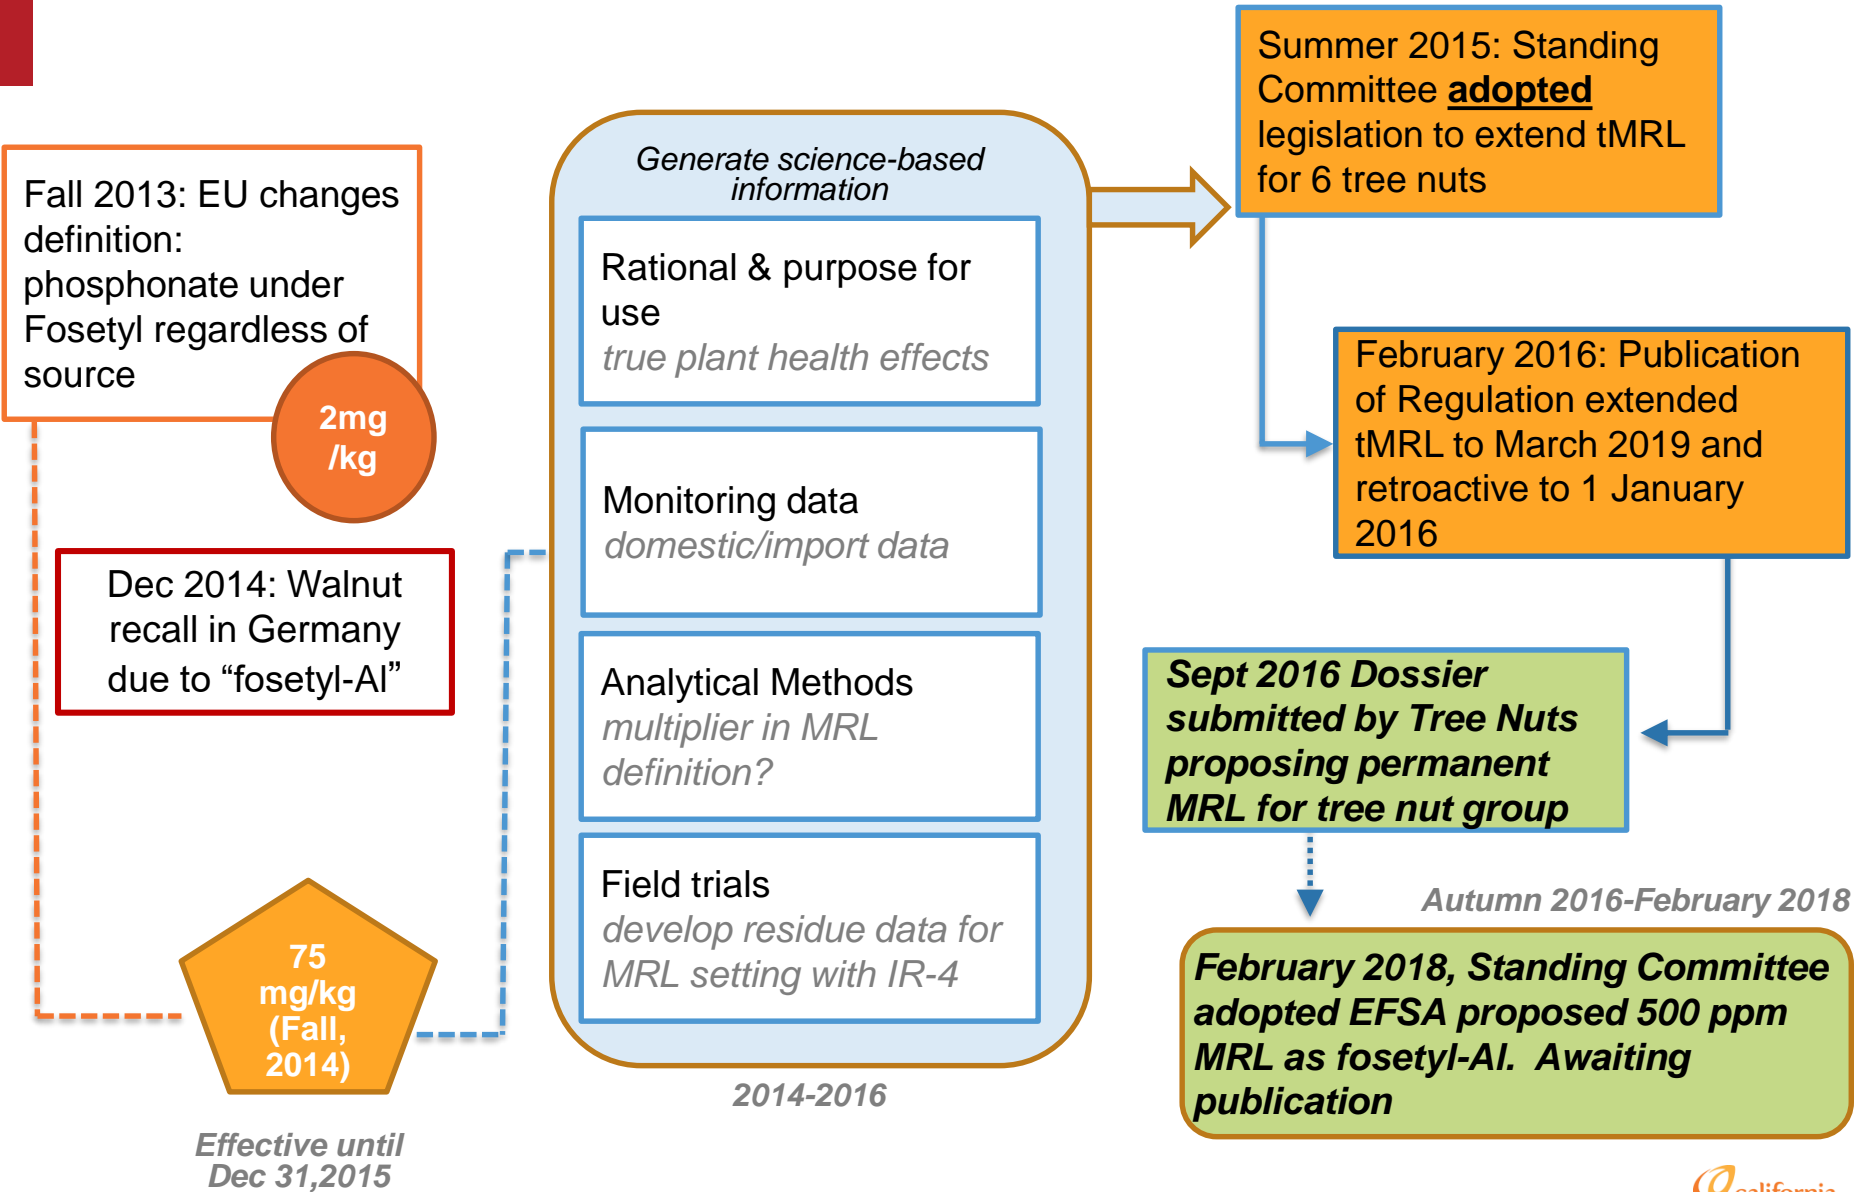 Fall 2013: EU changes
definition:
phosphonate under
Fosetyl regardless of
source
2mg
/kg
Dec 2014: Walnut
recall in Germany
due to “fosetyl-Al”
75
mg/kg
(Fall,
2014)
Effective until
Dec 31,2015
Generate science-based
information
Rational & purpose for
use
true plant health effects
Monitoring data
domestic/import data
Analytical Methods
multiplier in MRL
definition?
Field trials
develop residue data for
MRL setting with IR-4
2014-2016
Summer 2015: Standing
Committee adopted
legislation to extend tMRL
for 6 tree nuts
February 2016: Publication
of Regulation extended
tMRL to March 2019 and
retroactive to 1 January
2016
Sept 2016 Dossier
submitted by Tree Nuts
proposing permanent
MRL for tree nut group
Autumn 2016-February 2018
February 2018, Standing Committee
adopted EFSA proposed 500 ppm
MRL as fosetyl-Al.  Awaiting
publication
california